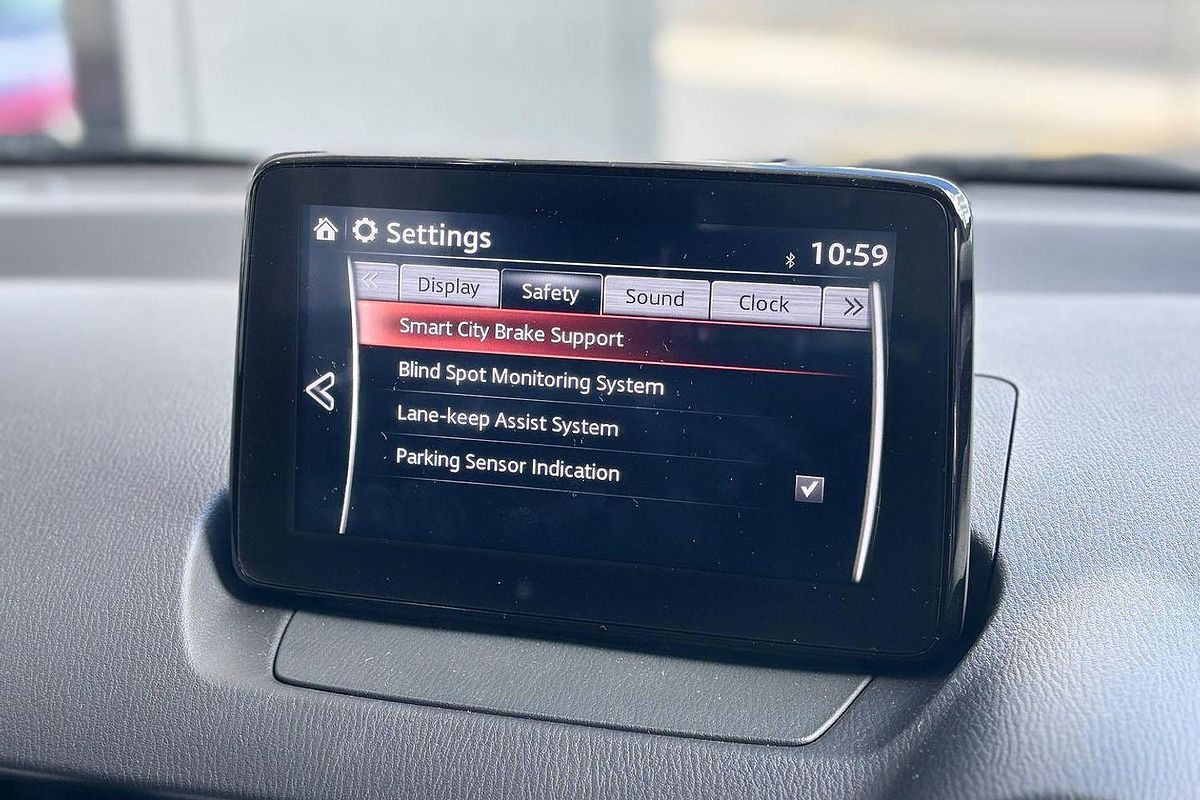 Settings
10:59
Display Safety Sound Clock
Smart City Brake Support
Blind Spot Monitoring System
Lane-keep Assist System
Parking Sensor Indication